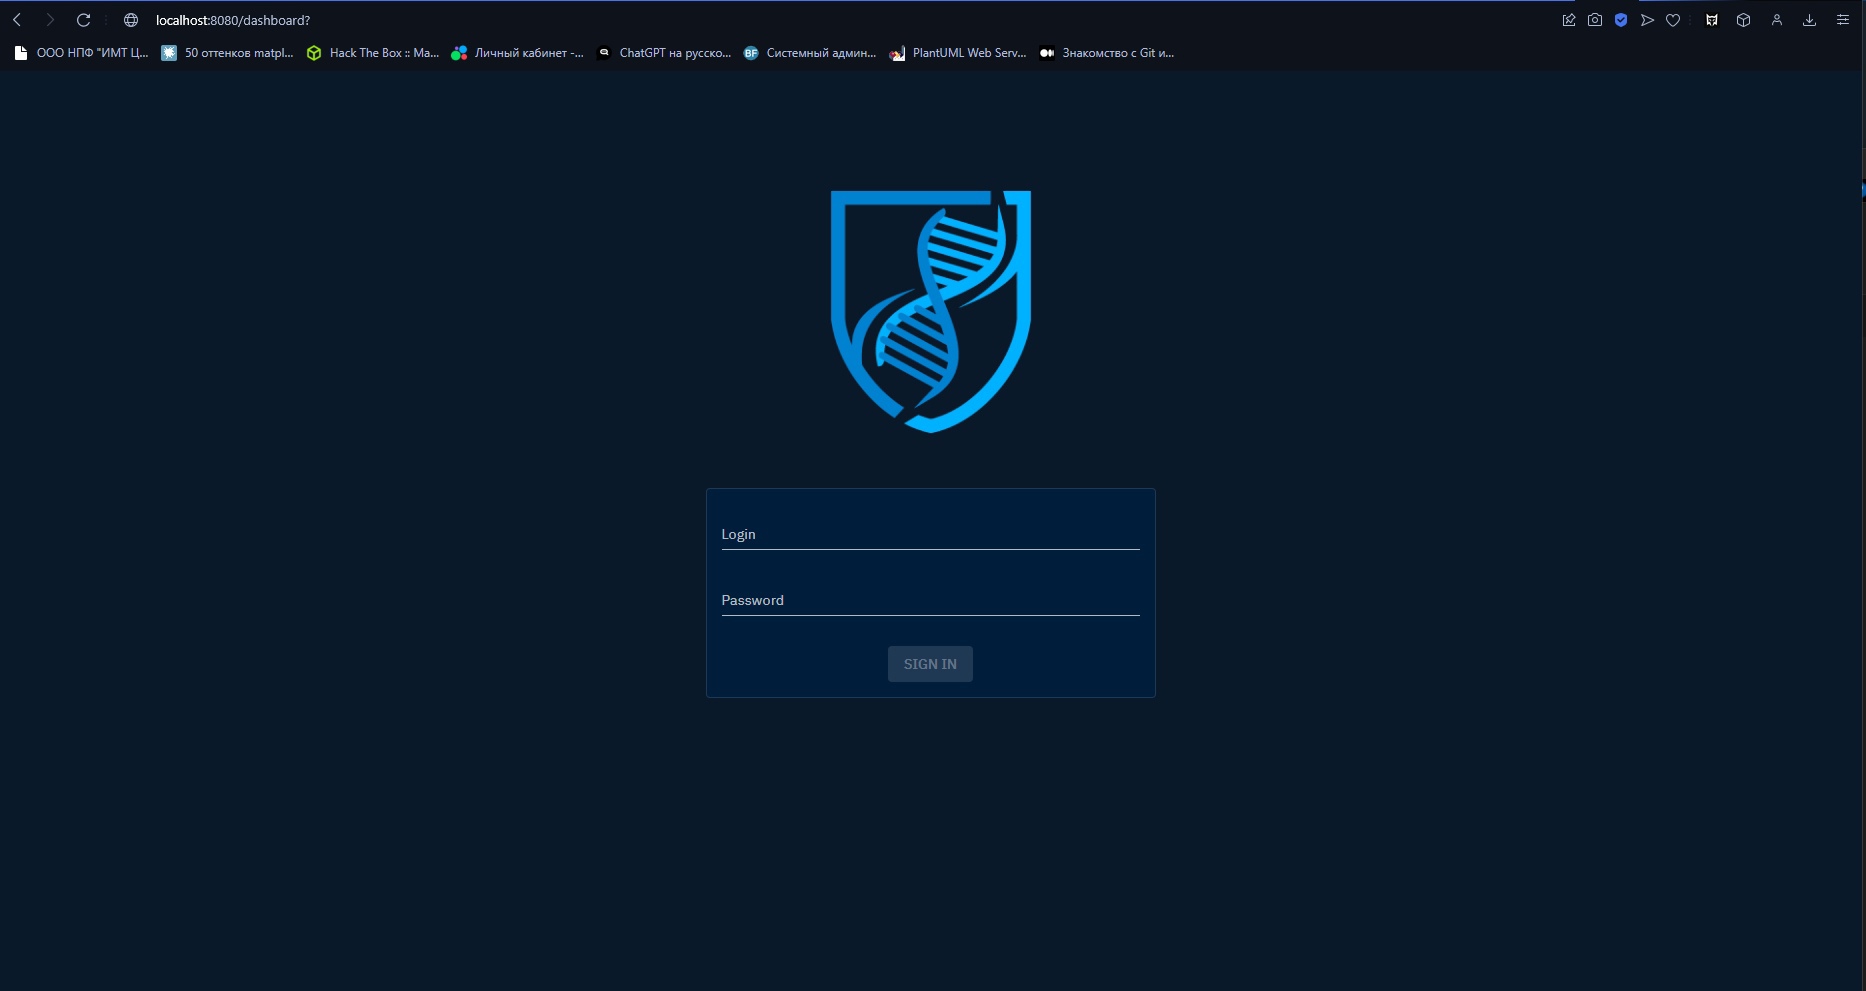 localhost:8080/dashboard?
ООО НПФ "ИМТ Ц... 50 оттенков matpl... Hack The Box :: Ma... Личный кабинет -... ChatGPT на русско... BF Системный админ... PlantUML Web Serv... Знакомство с Git и...
Login
Password
SIGN IN